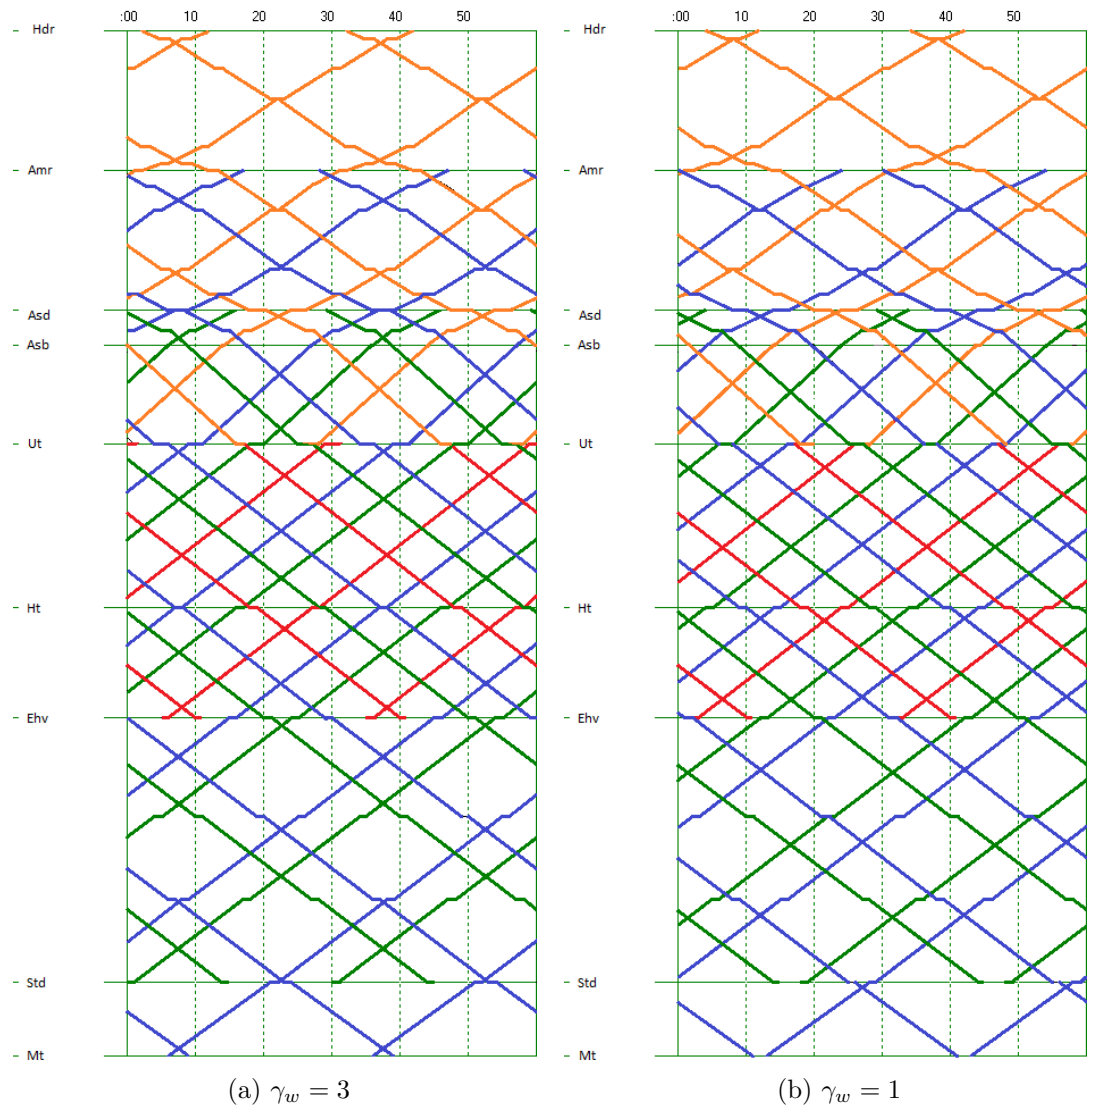 :00 10 20 30 40 50 :00 10 20 30 40 50
Hdr Hdr
Amr Amr
Asd Asd
Asb Asb
Ut Ut
Ht Ht
Ehv Ehv
Std Std
Mt Mt
(a) γw = 3 (b) γw = 1